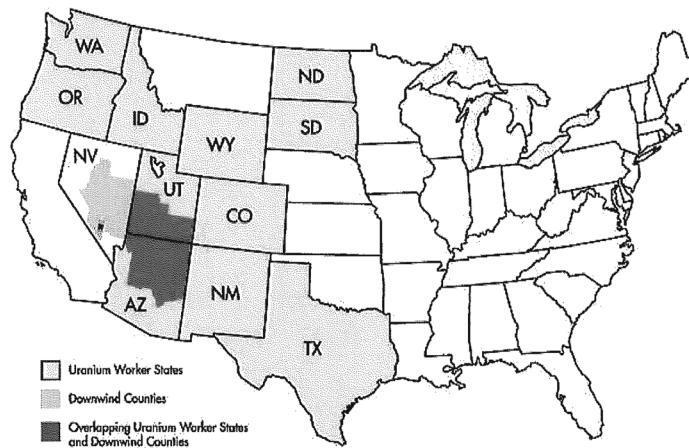 WA
ND
OR
ID
SD
WY
NV
UT
CO
AZ
NM
TX
Uranium Worker States
Downwind Counties
Overlapping Uranium Worker States
and Downwind Counties